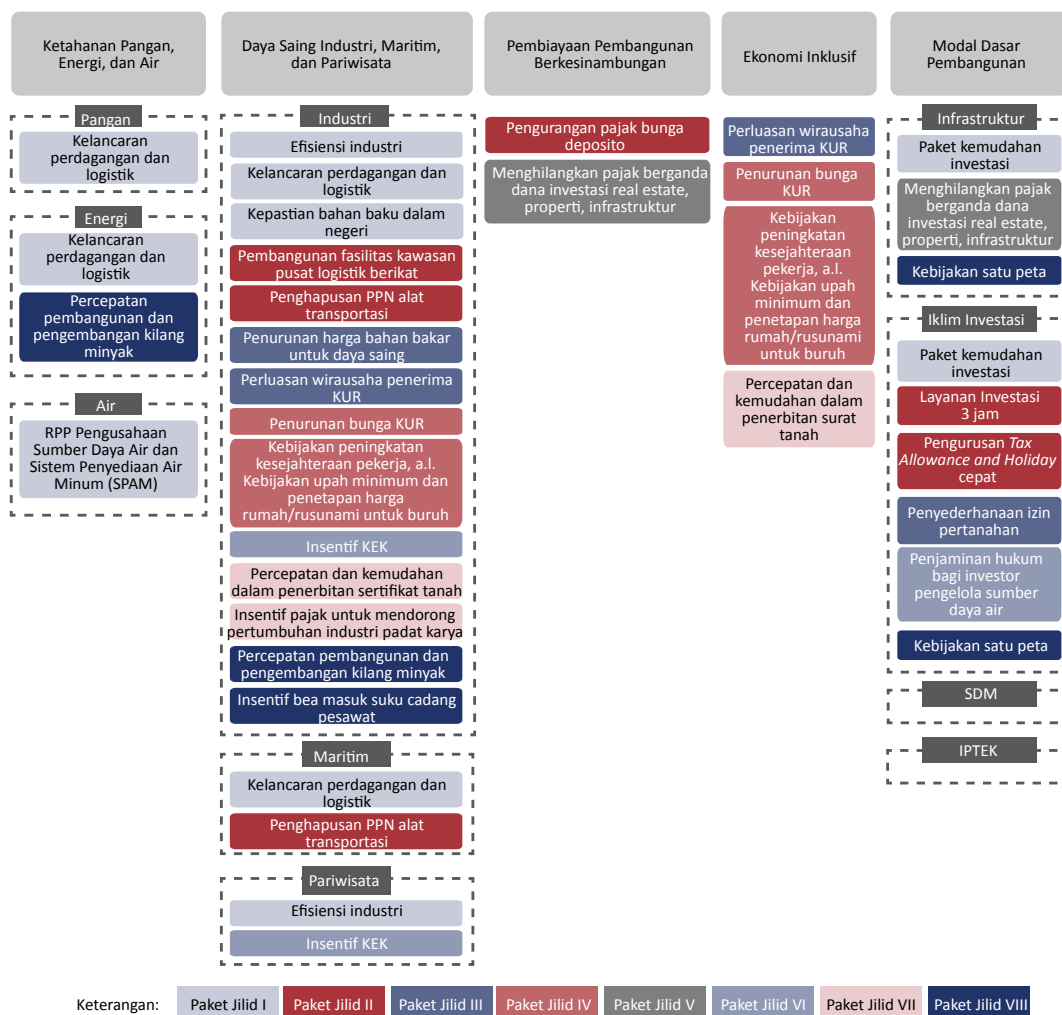 Ketahanan Pangan,
Energi, dan Air
Pangan
Kelancaran
perdagangan dan
logistik
Energi
Kelancaran
perdagangan dan
logistik
Percepatan
pembangunan dan
pengembangan kilang
minyak
Air
RPP Pengusahaan
Sumber Daya Air dan
Sistem Penyediaan Air
Minum (SPAM)
Daya Saing Industri, Maritim,
dan Pariwisata
Industri
Efisiensi industri
Kelancaran perdagangan dan
logistik
Kepastian bahan baku dalam
negeri
Pembangunan fasilitas kawasan
pusat logistik berikat
Penghapusan PPN alat
transportasi
Penurunan harga bahan bakar
untuk daya saing
Perluasan wirausaha penerima
KUR
Penurunan bunga KUR
Kebijakan peningkatan
kesejahteraan pekerja, a.l.
Kebijakan upah minimum dan
penetapan harga
rumah/rusunami untuk buruh
Insentif KEK
Percepatan dan kemudahan
dalam penerbitan sertifikat tanah
Insentif pajak untuk mendorong
pertumbuhan industri padat karya
Percepatan pembangunan dan
pengembangan kilang minyak
Insentif bea masuk suku cadang
pesawat
Maritim
Kelancaran perdagangan dan
logistik
Penghapusan PPN alat
transportasi
Pariwisata
Efisiensi industri
Insentif KEK
Pembiayaan Pembangunan
Berkesinambungan
Pengurangan pajak bunga
deposito
Menghilangkan pajak berganda
dana investasi real estate,
properti, infrastruktur
Ekonomi Inklusif
Perluasan wirausaha
penerima KUR
Penurunan bunga
KUR
Kebijakan
peningkatan
kesejahteraan
pekerja, a.l.
Kebijakan upah
minimum dan
penetapan harga
rumah/rusunami
untuk buruh
Percepatan dan
kemudahan dalam
penerbitan surat
tanah
Modal Dasar
Pembangunan
Infrastruktur
Paket kemudahan
investasi
Menghilangkan pajak
berganda dana
investasi real estate,
properti, infrastruktur
Kebijakan satu peta
Iklim Investasi
Paket kemudahan
investasi
Layanan Investasi
3 jam
Pengurusan Tax
Allowance and Holiday
cepat
Penyederhanaan izin
pertanahan
Penjaminan hukum
bagi investor
pengelola sumber
daya air
Kebijakan satu peta
SDM
IPTEK
Keterangan: Paket Jilid I Paket Jilid II Paket Jilid III Paket Jilid IV Paket Jilid V Paket Jilid VI Paket Jilid VII Paket Jilid VIII